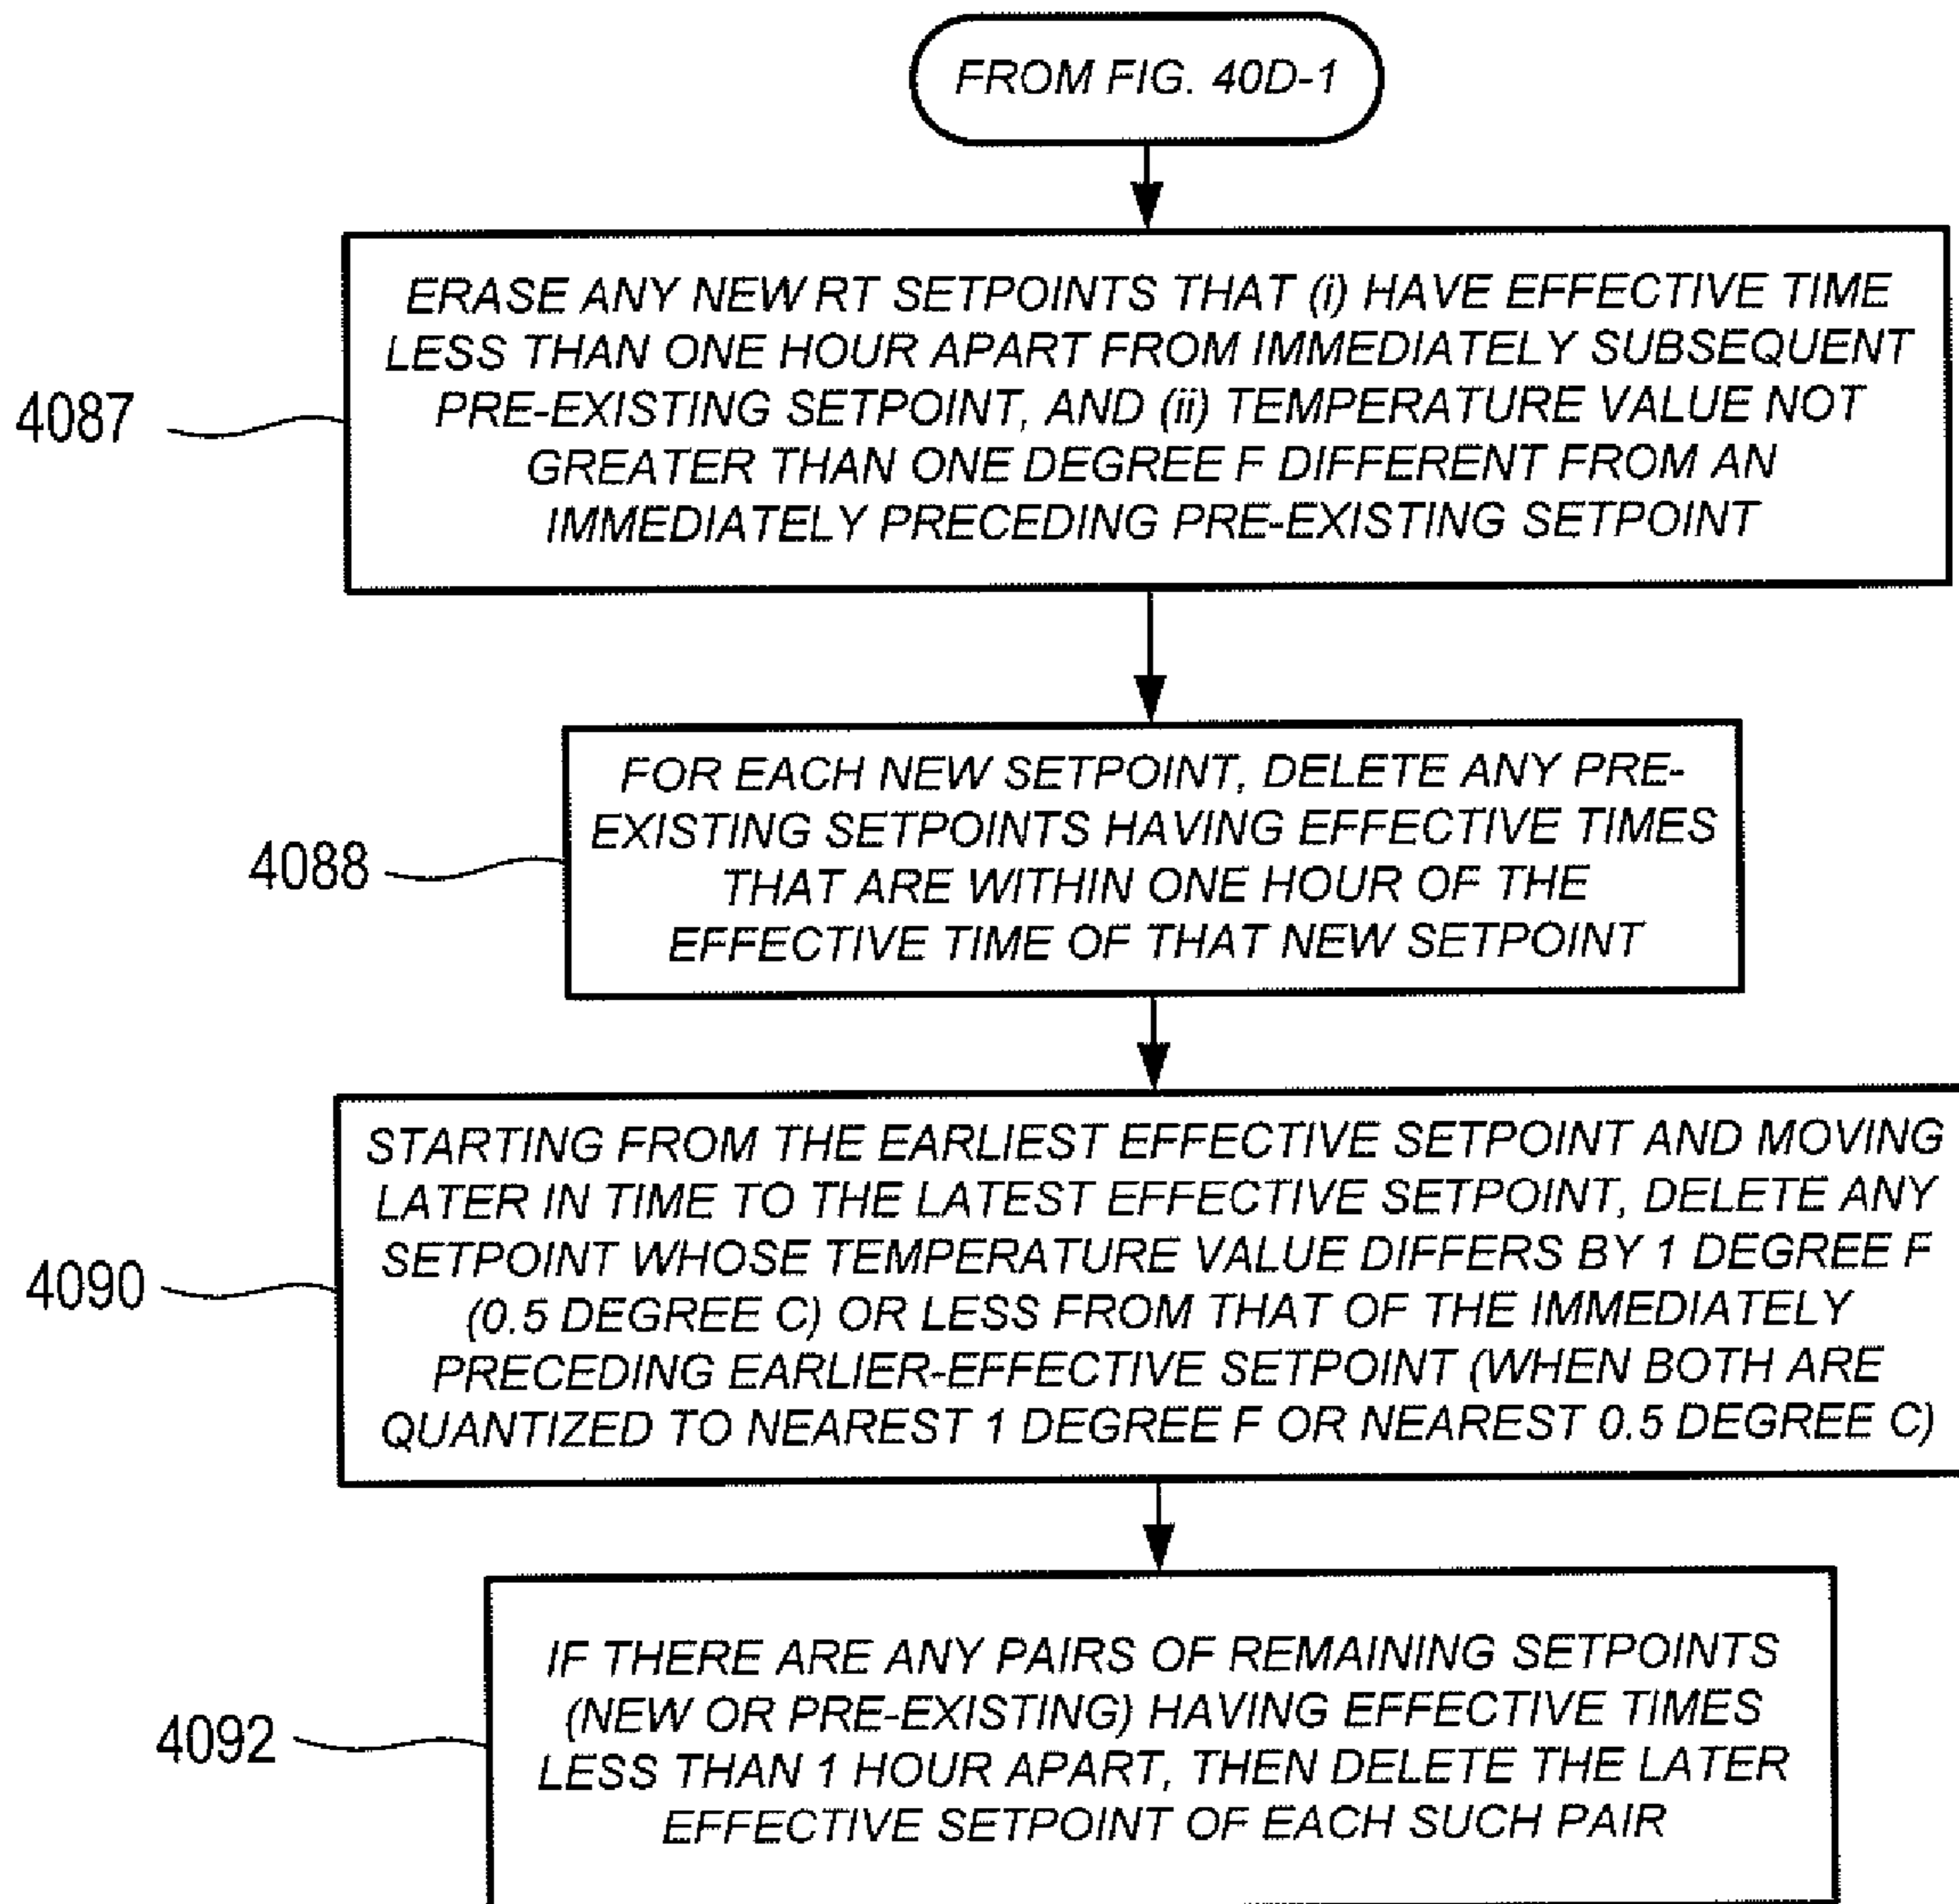 FROM FIG. 40D-1
ERASE ANY NEW RT SETPOINTS THAT (i) HAVE EFFECTIVE TIME
LESS THAN ONE HOUR APART FROM IMMEDIATELY SUBSEQUENT
PRE-EXISTING SETPOINT, AND (ii) TEMPERATURE VALUE NOT
GREATER THAN ONE DEGREE F DIFFERENT FROM AN
IMMEDIATELY PRECEDING PRE-EXISTING SETPOINT
4087
FOR EACH NEW SETPOINT, DELETE ANY PRE-
EXISTING SETPOINTS HAVING EFFECTIVE TIMES
THAT ARE WITHIN ONE HOUR OF THE
EFFECTIVE TIME OF THAT NEW SETPOINT
4088
STARTING FROM THE EARLIEST EFFECTIVE SETPOINT AND MOVING
LATER IN TIME TO THE LATEST EFFECTIVE SETPOINT, DELETE ANY
SETPOINT WHOSE TEMPERATURE VALUE DIFFERS BY 1 DEGREE F
(0.5 DEGREE C) OR LESS FROM THAT OF THE IMMEDIATELY
PRECEDING EARLIER-EFFECTIVE SETPOINT (WHEN BOTH ARE
QUANTIZED TO NEAREST 1 DEGREE F OR NEAREST 0.5 DEGREE C)
4090
IF THERE ARE ANY PAIRS OF REMAINING SETPOINTS
(NEW OR PRE-EXISTING) HAVING EFFECTIVE TIMES
LESS THAN 1 HOUR APART, THEN DELETE THE LATER
EFFECTIVE SETPOINT OF EACH SUCH PAIR
4092